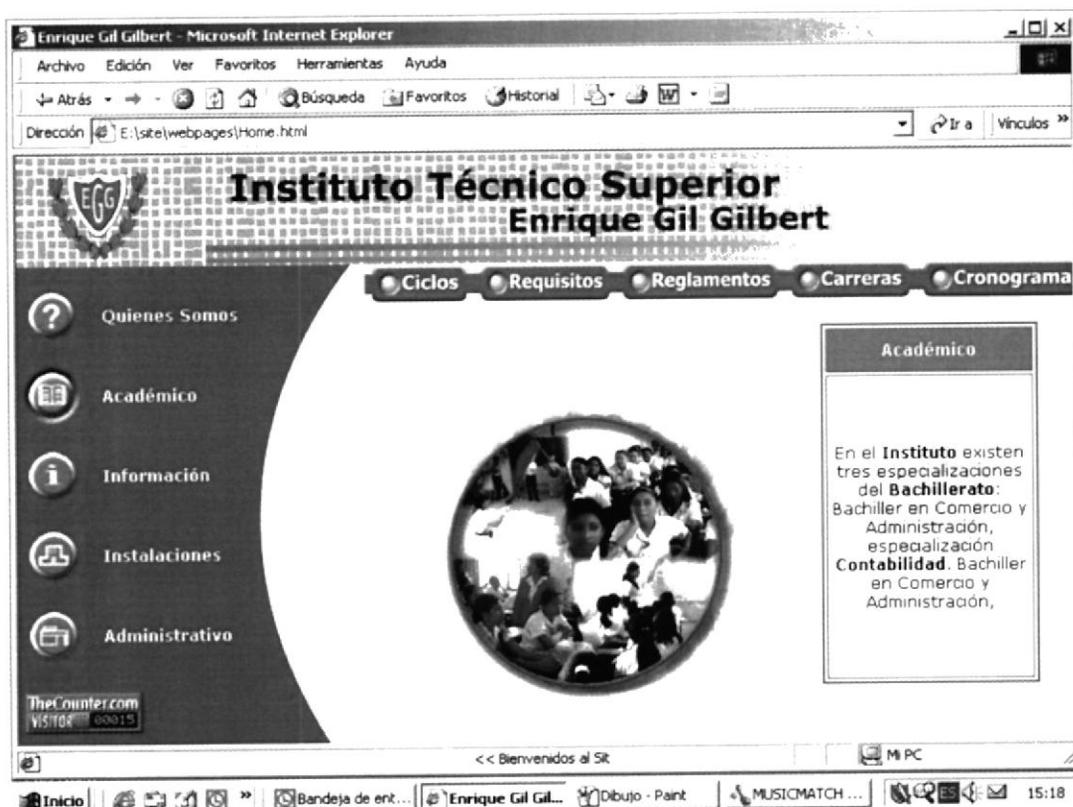 Enrique Gil Gilbert - Microsoft Internet Explorer
Archivo Edición Ver Favoritos Herramientas Ayuda
Atrás Búsqueda Favoritos Historial W
Dirección E:\site\webpages\Home.html Ir a Vínculos »
EGG
Instituto Técnico Superior
Enrique Gil Gilbert
Ciclos Requisitos Reglamentos Carreras Cronograma
? Quienes Somos
Académico
i Información
Instalaciones
Administrativo
TheCounter.com
VISITOR 00015
Académico
En el Instituto existen
tres especializaciones
del Bachillerato:
Bachiller en Comercio y
Administración,
especialización
Contabilidad. Bachiller
en Comercio y
Administración,
<< Bienvenidos al Sit
Mi PC
Inicio » Bandeja de ent... Enrique Gil Gil... Dibujo - Paint MUSICMATCH ... ES 15:18